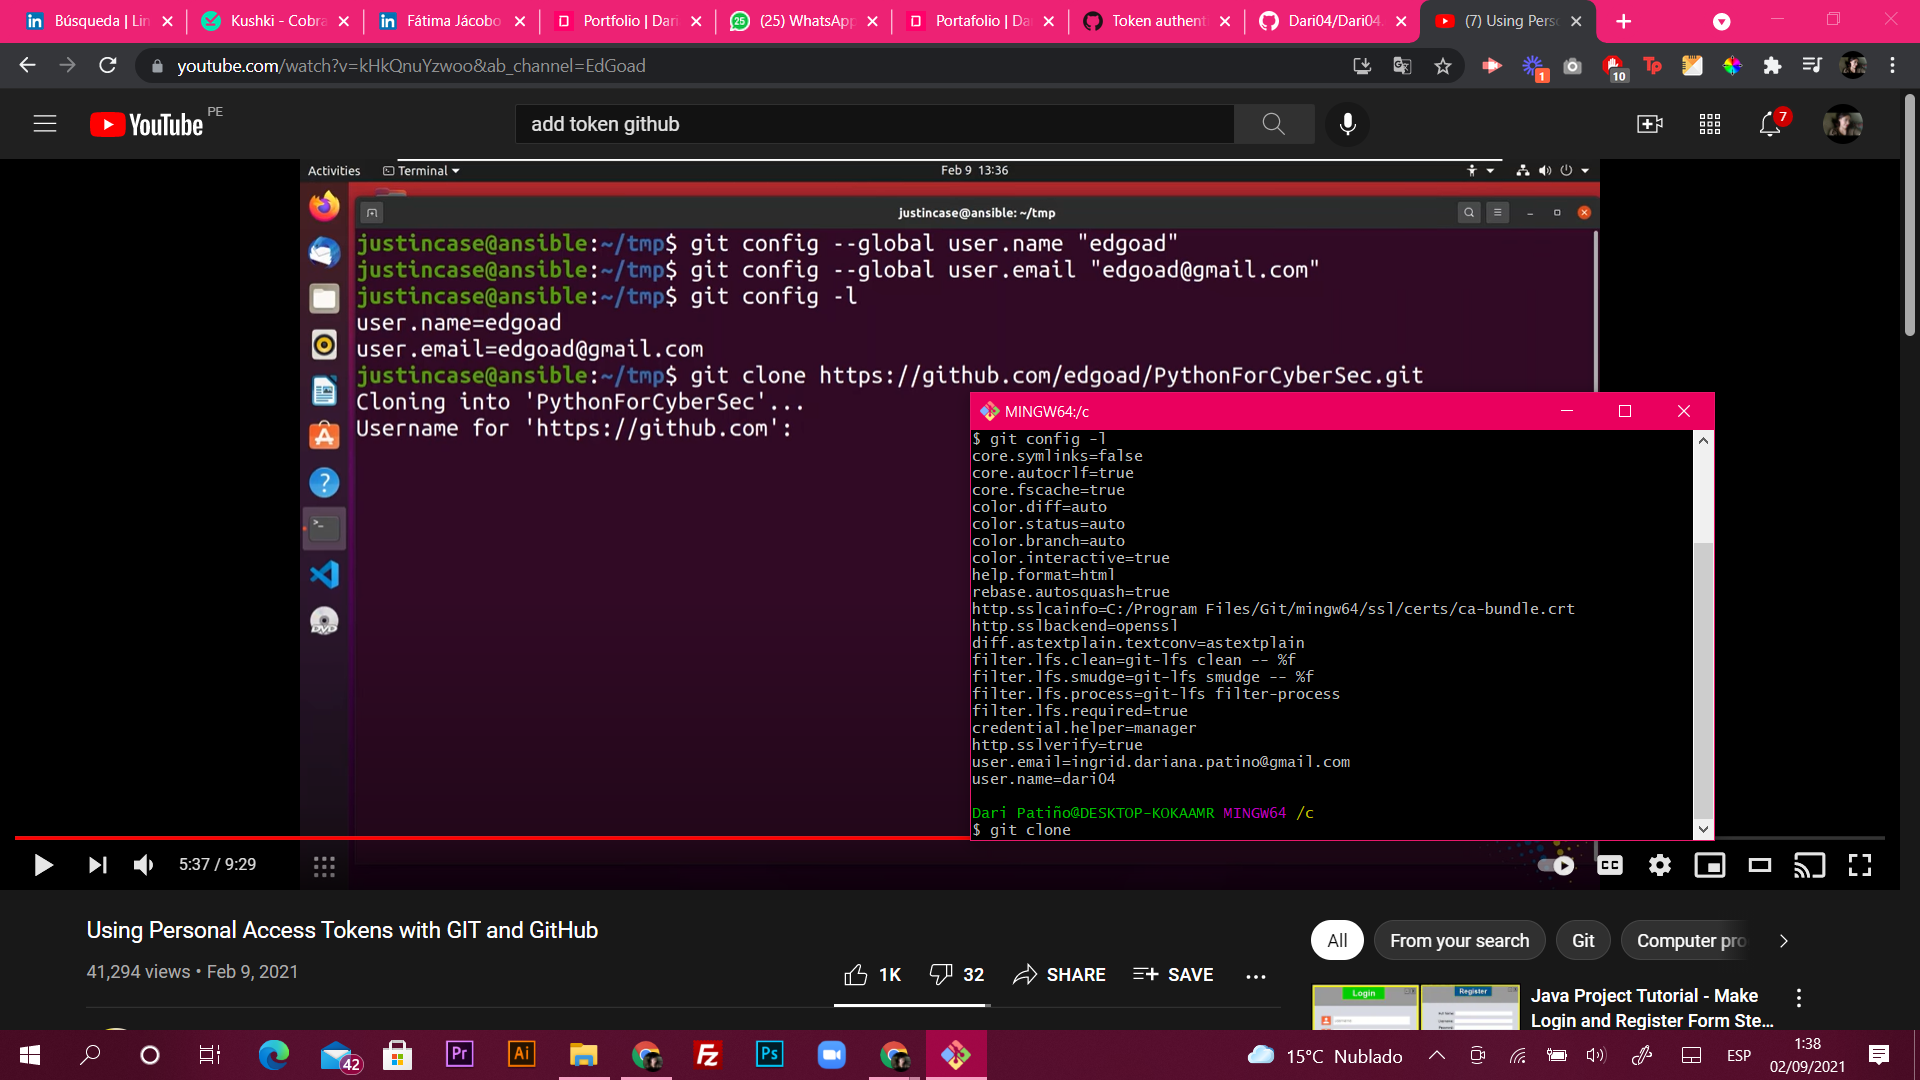 Búsqueda | Lin
Kushki - Cobra
Fátima Jácobo
Portfolio | Dari
(25) WhatsApp
Portafolio | Da
Token authenti
Dari04/Dari04
(7) Using Perso
youtube.com/watch?v=kHkQnuYzwoo&ab_channel=EdGoad
1
10
YouTube PE
add token github
7
Activities
Terminal
Feb 9 13:36
justincase@ansible: ~/tmp
justincase@ansible:~/tmp$ git config --global user.name "edgoad"
justincase@ansible:~/tmp$ git config --global user.email "edgoad@gmail.com"
justincase@ansible:~/tmp$ git config -l
user.name=edgoad
user.email=edgoad@gmail.com
justincase@ansible:~/tmp$ git clone https://github.com/edgoad/PythonForCyberSec.git
Cloning into 'PythonForCyberSec'...
Username for 'https://github.com':
MINGW64:/c
$ git config -l
core.symlinks=false
core.autocrlf=true
core.fscache=true
color.diff=auto
color.status=auto
color.branch=auto
color.interactive=true
help.format=html
rebase.autosquash=true
http.sslcainfo=C:/Program Files/Git/mingw64/ssl/certs/ca-bundle.crt
http.sslbackend=openssl
diff.astextplain.textconv=astextplain
filter.lfs.clean=git-lfs clean -- %f
filter.lfs.smudge=git-lfs smudge -- %f
filter.lfs.process=git-lfs filter-process
filter.lfs.required=true
credential.helper=manager
http.sslverify=true
user.email=ingrid.dariana.patino@gmail.com
user.name=dari04
Dari Patiño@DESKTOP-KOKAAMR MINGW64 /c
$ git clone
5:37 / 9:29
Using Personal Access Tokens with GIT and GitHub
41,294 views • Feb 9, 2021
1K
32
SHARE
SAVE
All
From your search
Git
Computer pro
Login
Register
Java Project Tutorial - Make
Login and Register Form Ste...
42
15°C Nublado
ESP
1:38
02/09/2021